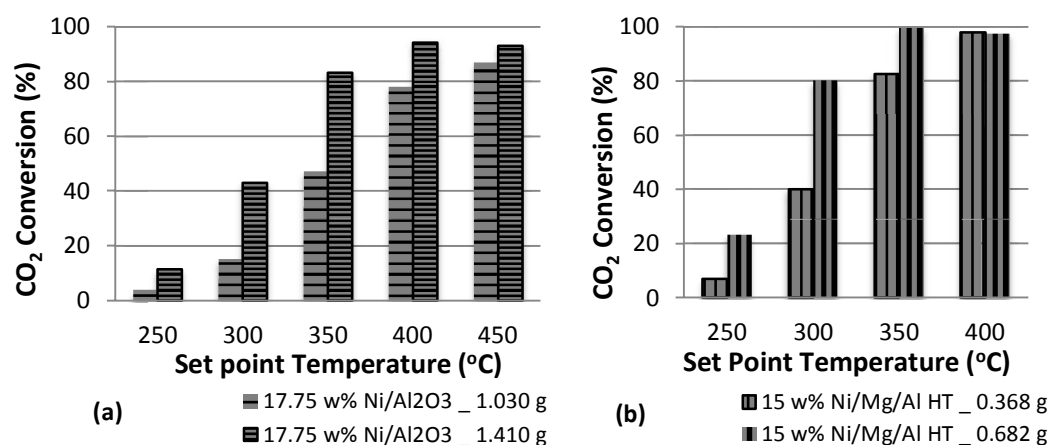 100
80
60
40
20
0
CO2 Conversion (%)
250 300 350 400 450
Set point Temperature (oC)
(a)
17.75 w% Ni/Al2O3 _ 1.030 g
17.75 w% Ni/Al2O3 _ 1.410 g
100
80
60
40
20
0
CO2 Conversion (%)
250 300 350 400
Set Point Temperature (oC)
(b)
15 w% Ni/Mg/Al HT _ 0.368 g
15 w% Ni/Mg/Al HT _ 0.682 g